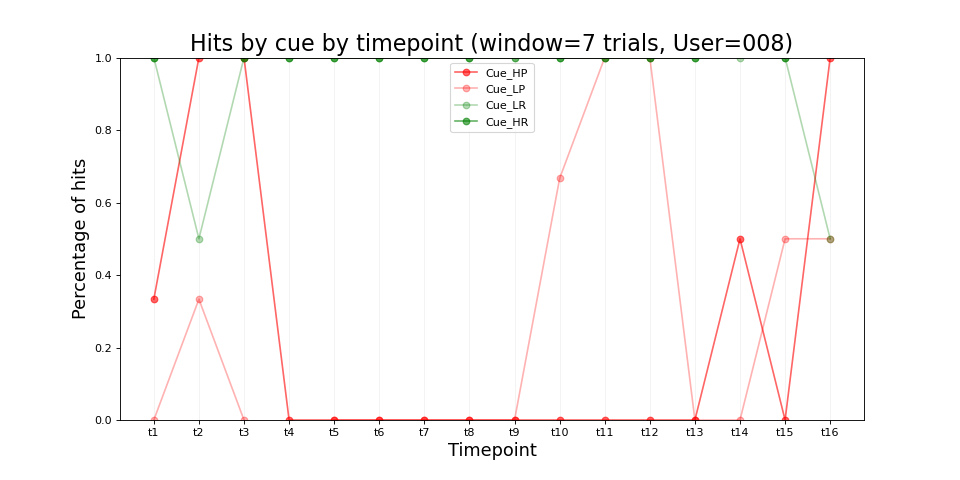 Hits by cue by timepoint (window=7 trials, User=008)
Percentage of hits
1.0
0.8
0.6
0.4
0.2
0.0
Cue_HP
Cue_LP
Cue_LR
Cue_HR
t1 t2 t3 t4 t5 t6 t7 t8 t9 t10 t11 t12 t13 t14 t15 t16
Timepoint